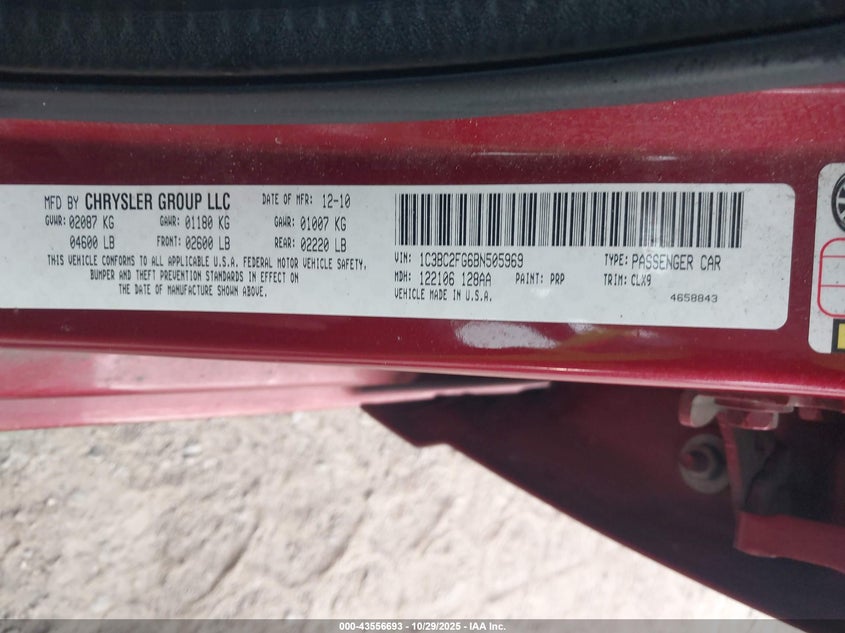 MFD BY CHRYSLER GROUP LLC DATE OF MFR: 12-10
GVWR: 02087 KG GAWR: 01180 KG GAWR: 01007 KG
04600 LB FRONT: 02600 LB REAR: 02220 LB
THIS VEHICLE CONFORMS TO ALL APPLICABLE U.S.A. FEDERAL MOTOR VEHICLE SAFETY,
BUMPER AND THEFT PREVENTION STANDARDS IN EFFECT ON
THE DATE OF MANUFACTURE SHOWN ABOVE.
VIN: 1C3BC2FG6BN505969 TYPE: PASSENGER CAR
MDH: 122106 128AA PAINT: PRP TRIM: CLX9
VEHICLE MADE IN U.S.A. 4658843
000-43556693 - 10/29/2025 - IAA Inc.